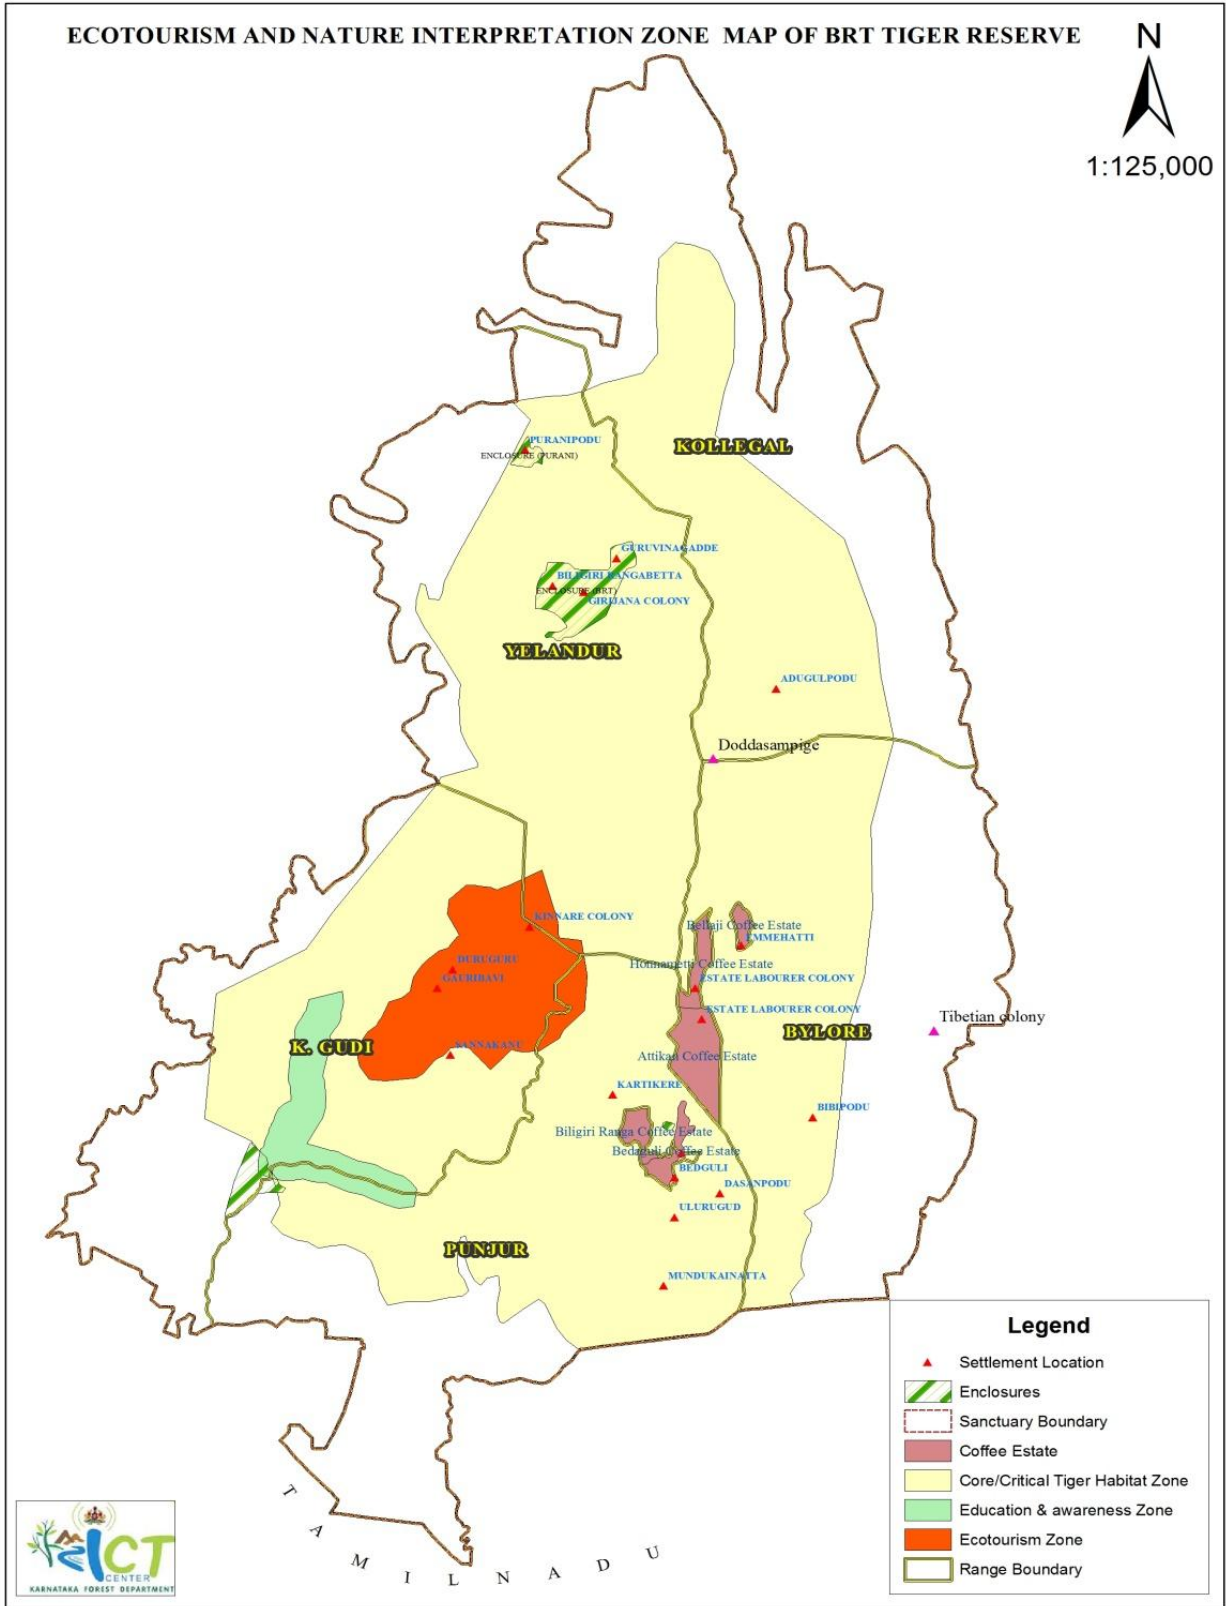 ECOTOURISM AND NATURE INTERPRETATION ZONE MAP OF BRT TIGER RESERVE
N
1:125,000
KOLLEGAL
PURANIPODU
ENCLOSURE (PURANI)
GURUVINAGADDE
BILIGIRI RANGABETTA
ENCLOSURE (BRT)
GIRIJANA COLONY
YELANDUR
ADUGULPODU
Doddasampige
KINNARE COLONY
Bellaji Coffee Estate
EMMEHATTI
DURUGURU
Honnametti Coffee Estate
GAURIBAVI
ESTATE LABOURER COLONY
ESTATE LABOURER COLONY
Tibetian colony
BYLORE
K. GUDI
SANNAKANU
Attikan Coffee Estate
KARTIKERE
BIBIPODU
Biligiri Ranga Coffee Estate
Bedaguli Coffee Estate
BEDGULI
DASANPODU
ULURUGUD
PUNJUR
MUNDUKAINATTA
Legend
Settlement Location
Enclosures
Sanctuary Boundary
Coffee Estate
Core/Critical Tiger Habitat Zone
Education & awareness Zone
Ecotourism Zone
Range Boundary
TAMILNADU
ICT
CENTER
KARNATAKA FOREST DEPARTMENT